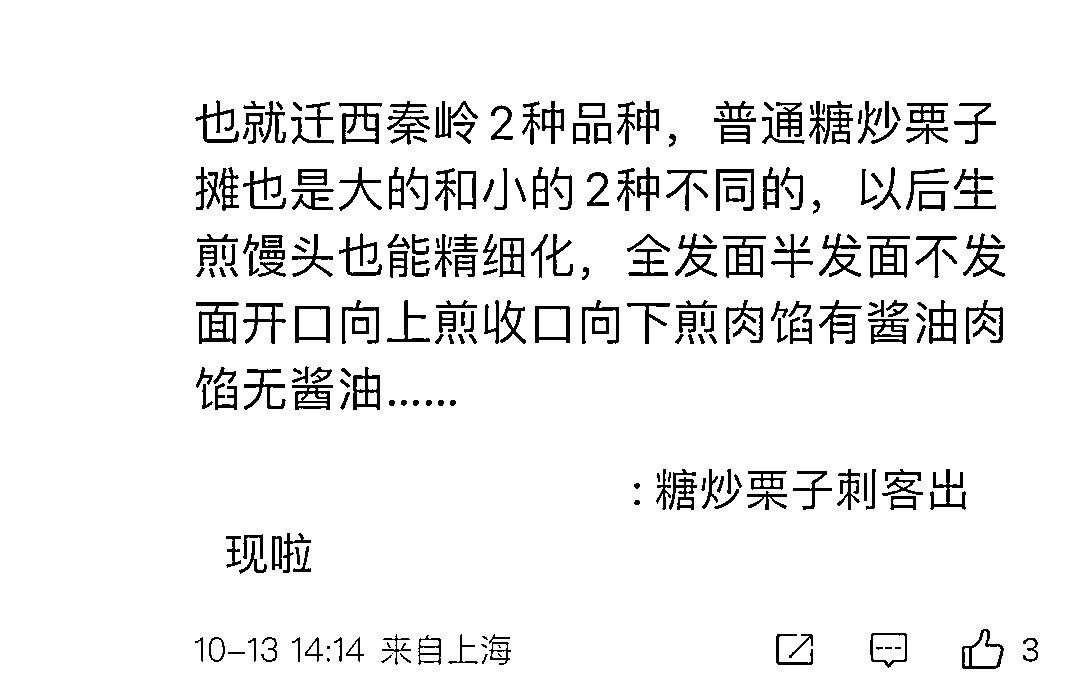 也就迁西秦岭2种品种，普通糖炒栗子
摊也是大的和小的2种不同的，以后生
煎馒头也能精细化，全发面半发面不发
面开口向上煎收口向下煎肉馅有酱油肉
馅无酱油……
: 糖炒栗子刺客出
现啦
10-13 14:14 来自上海 3